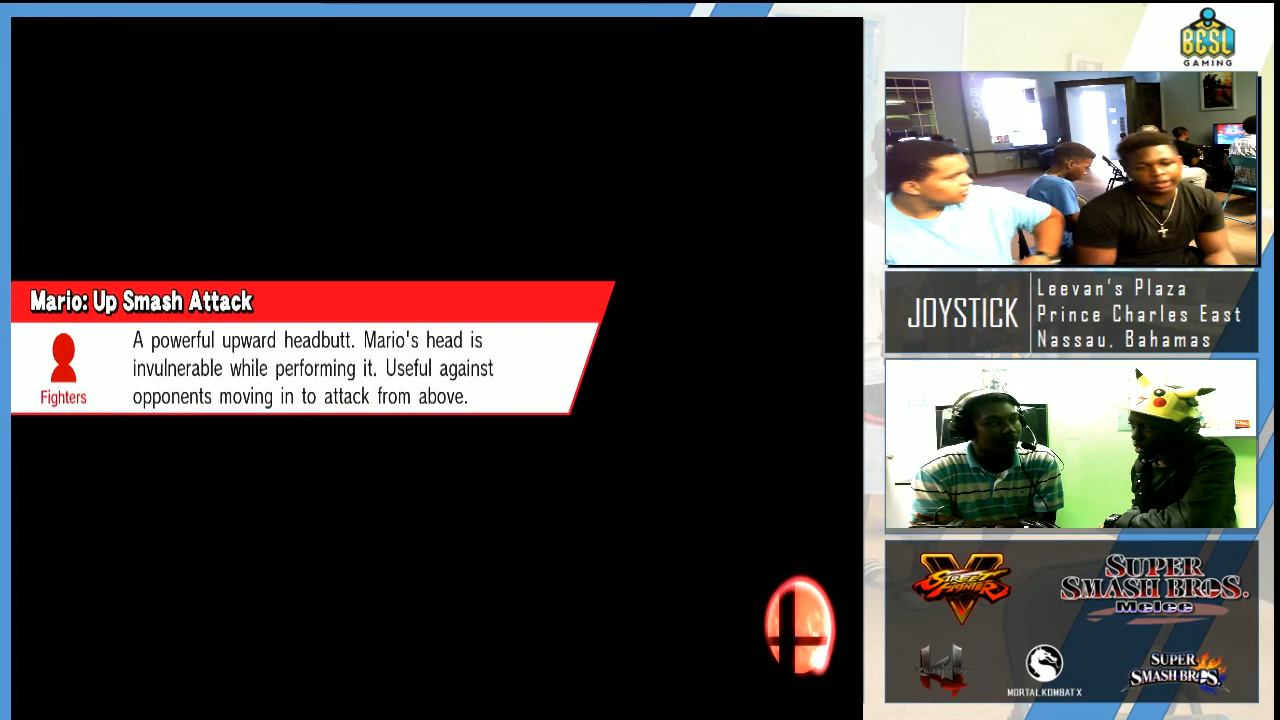 Mario: Up Smash Attack
A powerful upward headbutt. Mario's head is
invulnerable while performing it. Useful against
opponents moving in to attack from above.
Fighters
BESL
GAMING
XBOX
JOYSTICK
Leevan's Plaza
Prince Charles East
Nassau, Bahamas
STREET
FIGHTER
V
SUPER
SMASH BROS.
Melee
MORTAL KOMBAT X
SUPER
SMASH BROS.